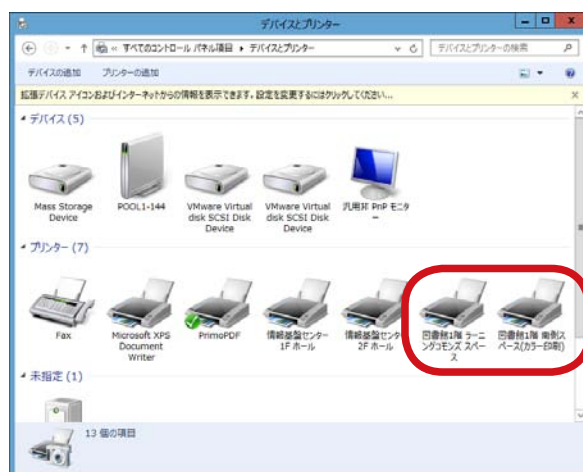 デバイスとプリンター
« すべてのコントロール パネル項目 ▸ デバイスとプリンター
デバイスとプリンターの検索
デバイスの追加 プリンターの追加
拡張デバイス アイコンおよびインターネットからの情報を表示できます。設定を変更するにはクリックしてください...
デバイス (5)
Mass Storage
Device
POOL1-144
VMware Virtual
disk SCSI Disk
Device
VMware Virtual
disk SCSI Disk
Device
汎用非 PnP モニタ
ー
プリンター (7)
Fax
Microsoft XPS
Document
Writer
PrimoPDF
情報基盤センター
1F ホール
情報基盤センター
2F ホール
図書館1階 ラーニ
ングコモンズ スペー
ス
図書館1階 南側ス
ペース(カラー印刷)
未指定 (1)
13 個の項目